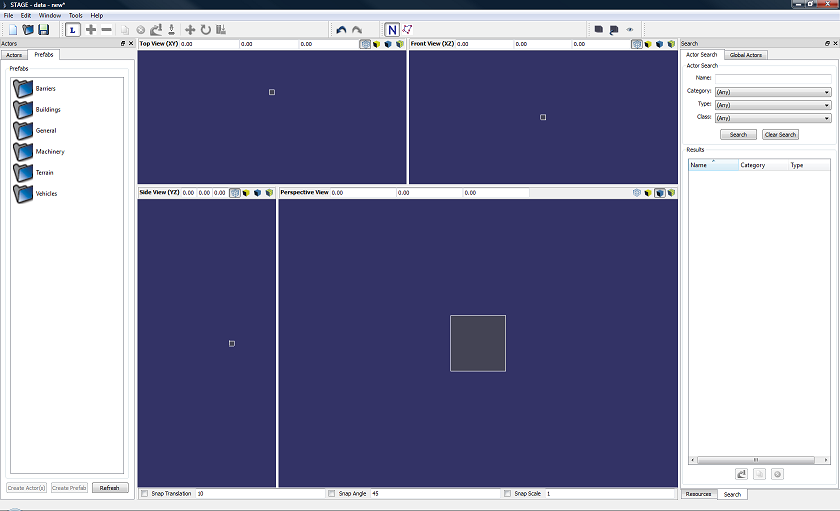 STAGE - data - new*
File Edit Window Tools Help
L N
Actors
Actors Prefabs
Prefabs
Barriers
Buildings
General
Machinery
Terrain
Vehicles
Create Actor(s) Create Prefab Refresh
Top View (XY) 0.00 0.00 0.00
Front View (XZ) 0.00 0.00 0.00
Side View (YZ) 0.00 0.00 0.00
Perspective View 0.00 0.00 0.00
Snap Translation 10 Snap Angle 45 Snap Scale 1
Search
Actor Search Global Actors
Actor Search
Name:
Category: (Any)
Type: (Any)
Class: (Any)
Search Clear Search
Results
Name Category Type
Resources Search